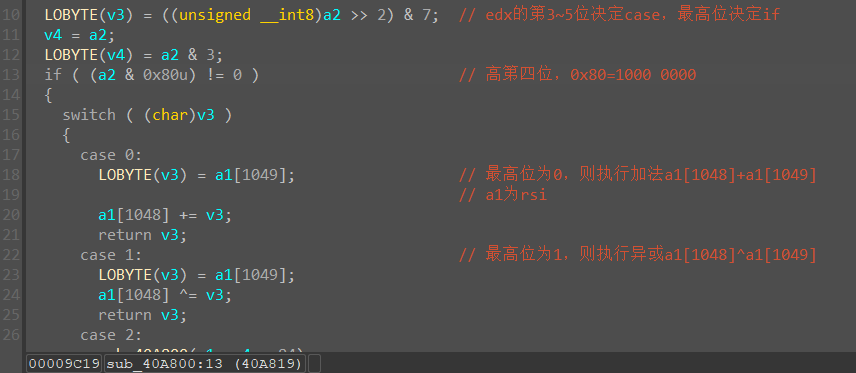 10 LOBYTE(v3) = ((unsigned __int8)a2 >> 2) & 7; // edx的第3~5位决定case，最高位决定if
11 v4 = a2;
12 LOBYTE(v4) = a2 & 3;
13 if ( (a2 & 0x80u) != 0 ) // 高第四位，0x80=1000 0000
14 {
15 switch ( (char)v3 )
16 {
17 case 0:
18 LOBYTE(v3) = a1[1049]; // 最高位为0，则执行加法a1[1048]+a1[1049]
19 // a1为rsi
20 a1[1048] += v3;
21 return v3;
22 case 1: // 最高位为1，则执行异或a1[1048]^a1[1049]
23 LOBYTE(v3) = a1[1049];
24 a1[1048] ^= v3;
25 return v3;
26 case 2:
00009C19 sub_40A800:13 (40A819)